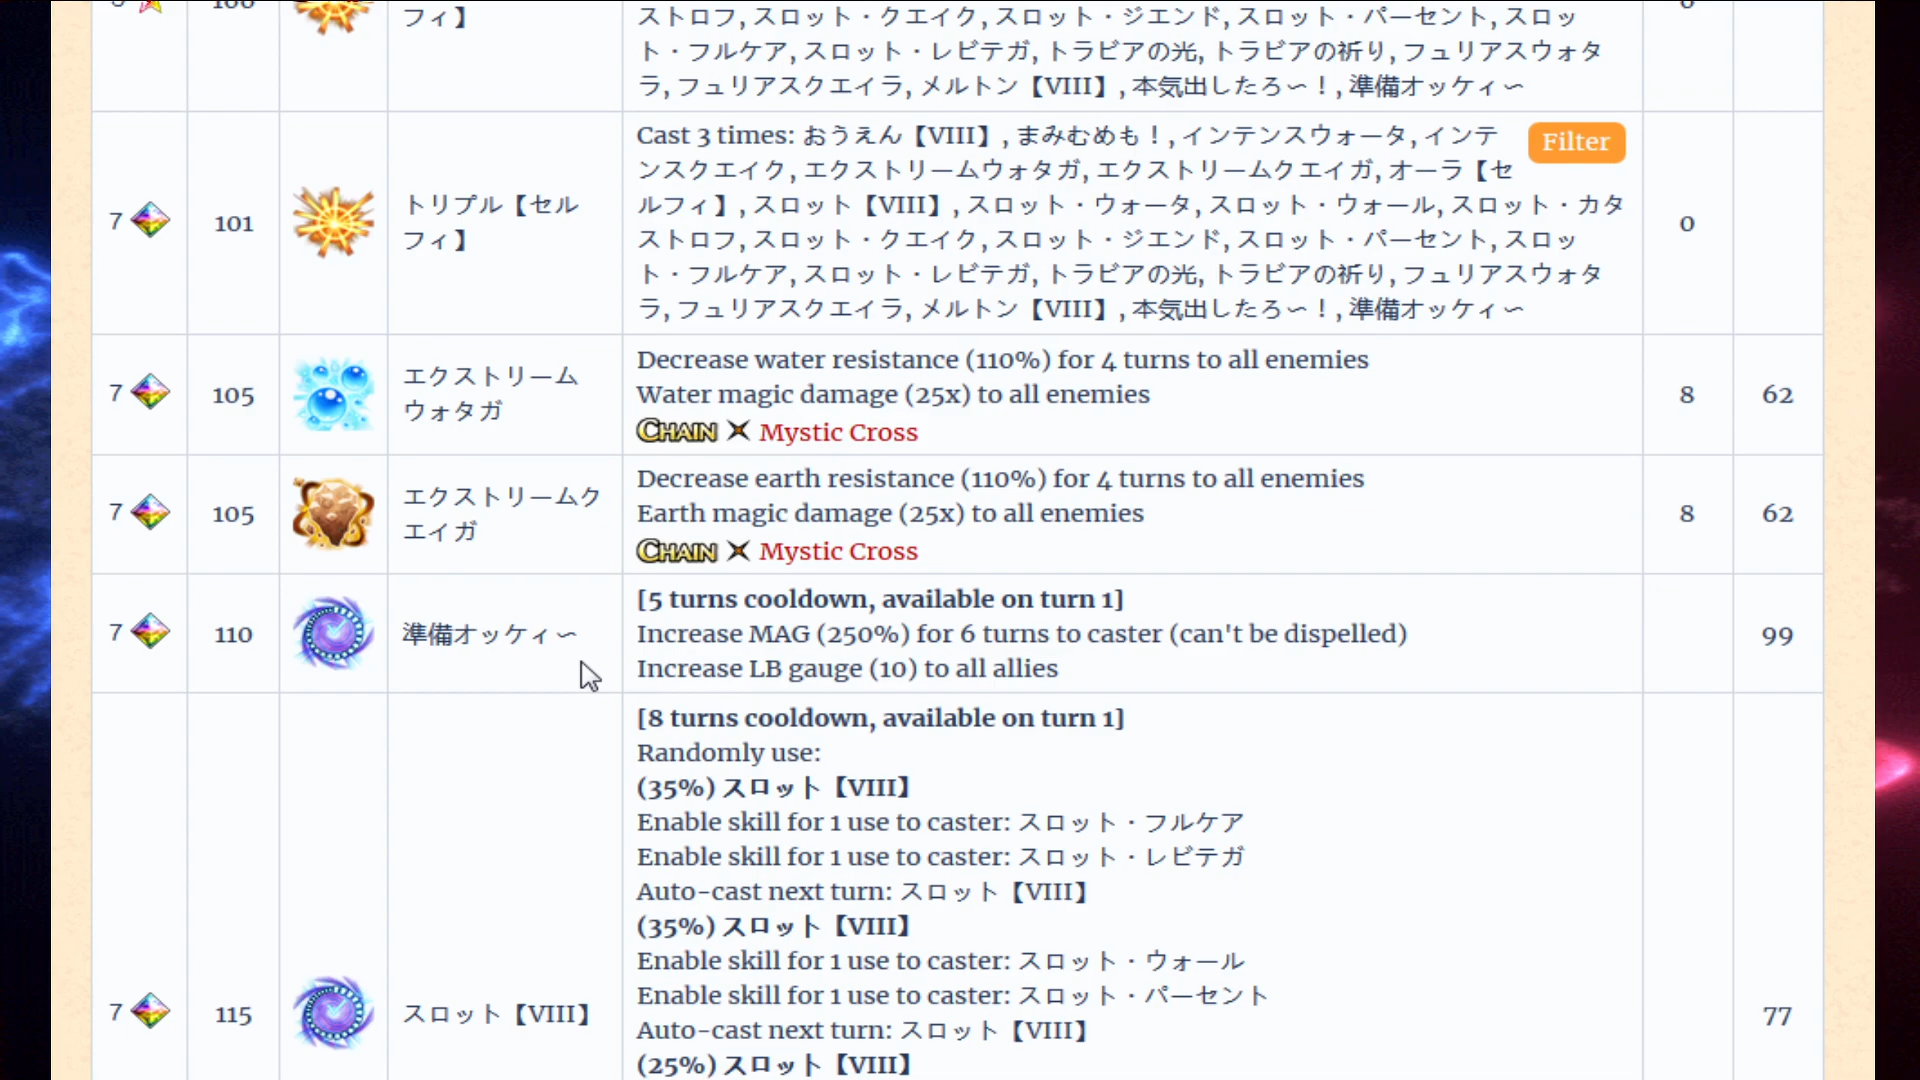 フィ】
ストロフ, スロット・クエイク, スロット・ジエンド, スロット・パーセント, スロッ
ト・フルケア, スロット・レビテガ, トラビアの光, トラビアの祈り, フュリアスウォタ
ラ, フュリアスクエイラ, メルトン【VIII】, 本気出したろ〜！, 準備オッケィ〜
7
101
トリプル【セル
フィ】
Cast 3 times: おうえん【VIII】, まみむめも！, インテンスウォータ, インテ
ンスクエイク, エクストリームウォタガ, エクストリームクエイガ, オーラ【セ
ルフィ】, スロット【VIII】, スロット・ウォータ, スロット・ウォール, スロット・カタ
ストロフ, スロット・クエイク, スロット・ジエンド, スロット・パーセント, スロッ
ト・フルケア, スロット・レビテガ, トラビアの光, トラビアの祈り, フュリアスウォタ
ラ, フュリアスクエイラ, メルトン【VIII】, 本気出したろ〜！, 準備オッケィ〜
Filter
0
7
105
エクストリーム
ウォタガ
Decrease water resistance (110%) for 4 turns to all enemies
Water magic damage (25x) to all enemies
CHAIN Mystic Cross
8
62
7
105
エクストリームク
エイガ
Decrease earth resistance (110%) for 4 turns to all enemies
Earth magic damage (25x) to all enemies
CHAIN Mystic Cross
8
62
7
110
準備オッケィ〜
[5 turns cooldown, available on turn 1]
Increase MAG (250%) for 6 turns to caster (can't be dispelled)
Increase LB gauge (10) to all allies
99
7
115
スロット【VIII】
[8 turns cooldown, available on turn 1]
Randomly use:
(35%) スロット【VIII】
Enable skill for 1 use to caster: スロット・フルケア
Enable skill for 1 use to caster: スロット・レビテガ
Auto-cast next turn: スロット【VIII】
(35%) スロット【VIII】
Enable skill for 1 use to caster: スロット・ウォール
Enable skill for 1 use to caster: スロット・パーセント
Auto-cast next turn: スロット【VIII】
(25%) スロット【VIII】
77